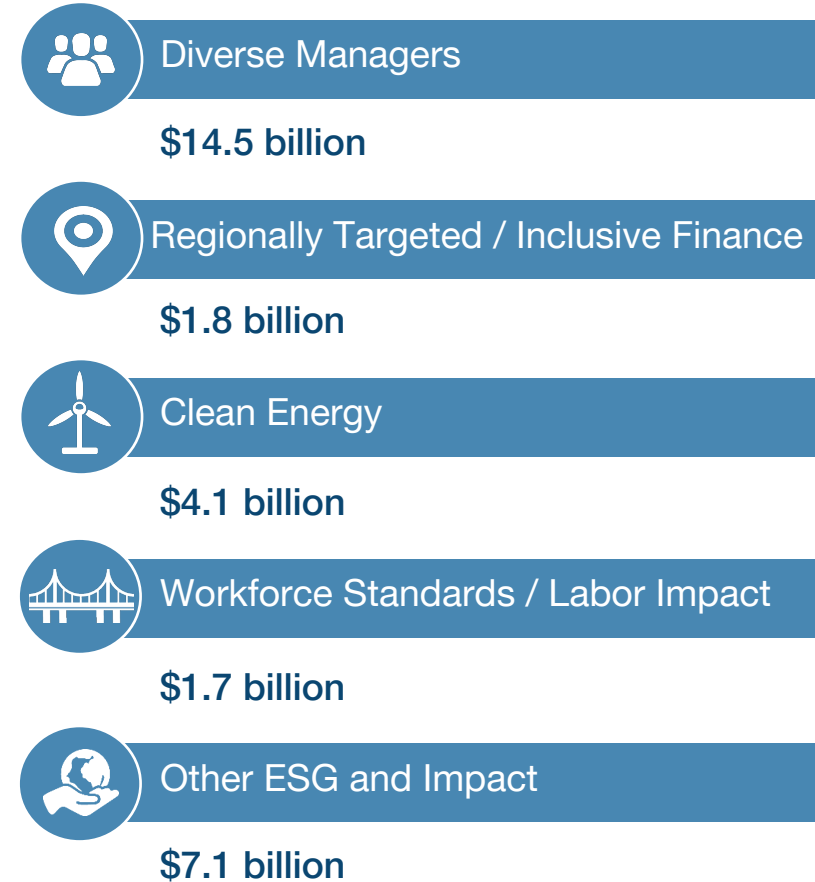 Diverse Managers
$14.5 billion
Regionally Targeted / Inclusive Finance
$1.8 billion
Clean Energy
$4.1 billion
Workforce Standards / Labor Impact
$1.7 billion
Other ESG and Impact
$7.1 billion